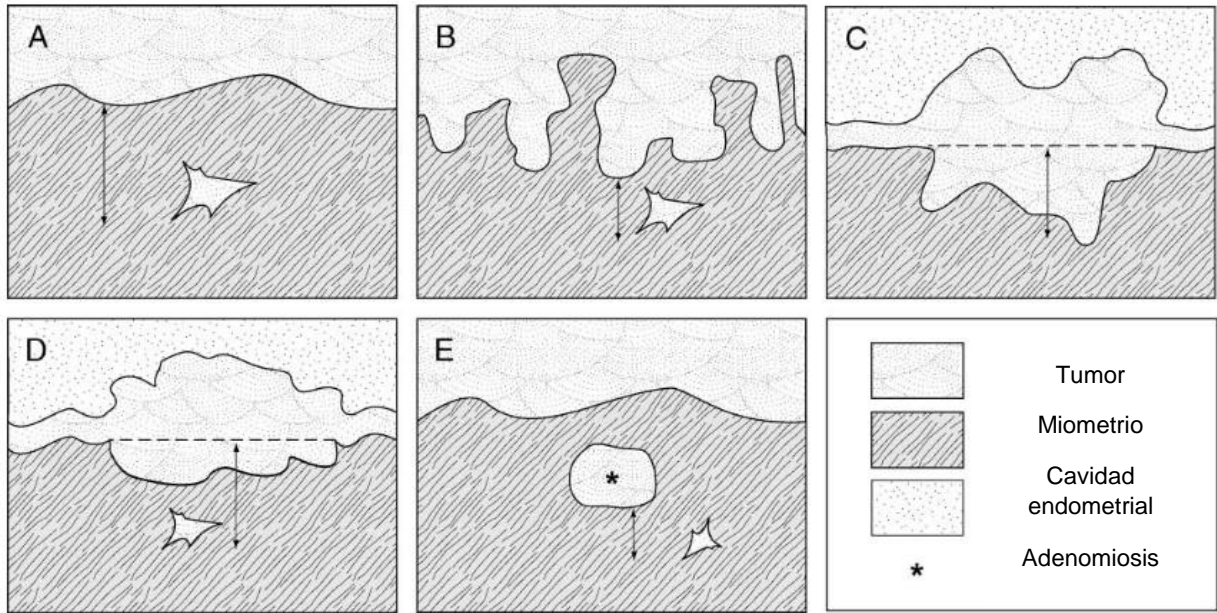 A
B
C
D
E
Tumor
Miometrio
Cavidad
endometrial
*
*
Adenomiosis